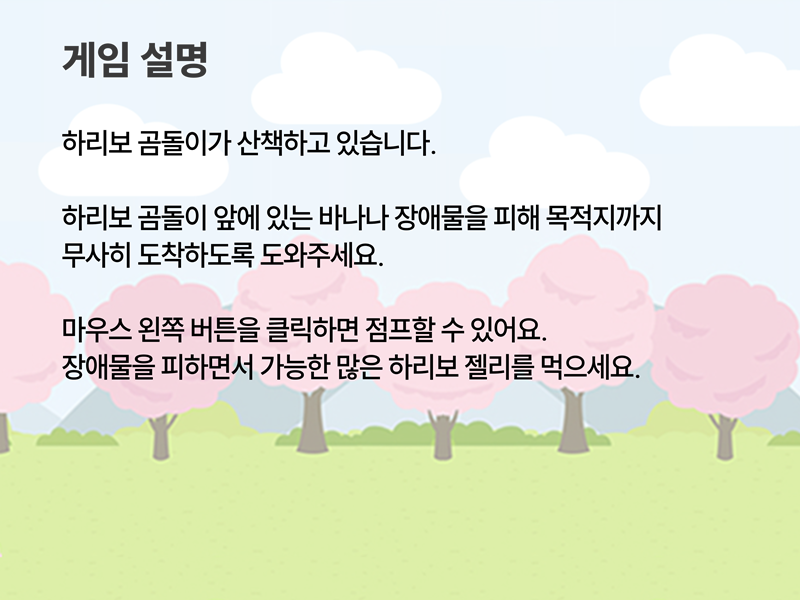 게임 설명
하리보 곰돌이가 산책하고 있습니다.
하리보 곰돌이 앞에 있는 바나나 장애물을 피해 목적지까지
무사히 도착하도록 도와주세요.
마우스 왼쪽 버튼을 클릭하면 점프할 수 있어요.
장애물을 피하면서 가능한 많은 하리보 젤리를 먹으세요.